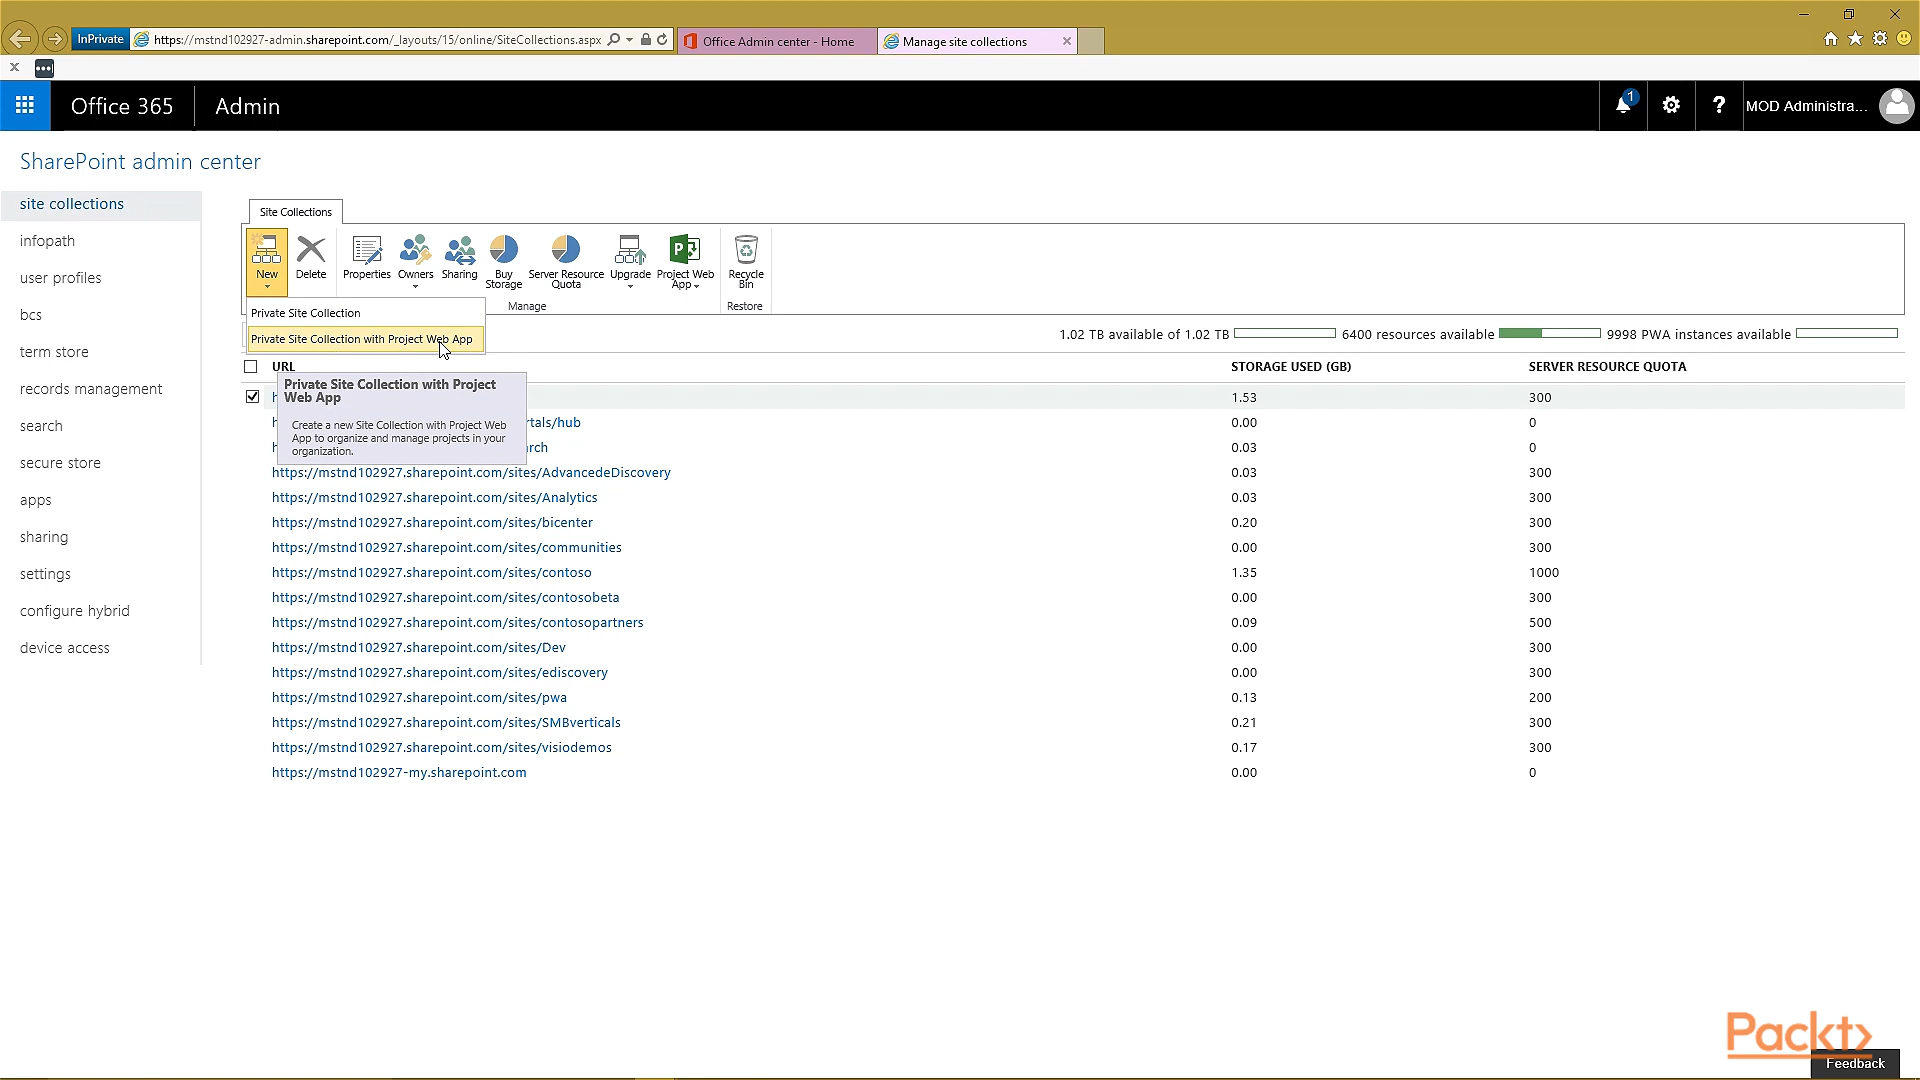 InPrivate https://mstnd102927-admin.sharepoint.com/_layouts/15/online/SiteCollections.aspx Office Admin center - Home Manage site collections
Office 365 Admin 1 ? MOD Administra...
SharePoint admin center
site collections
infopath
user profiles
bcs
term store
records management
search
secure store
apps
sharing
settings
configure hybrid
device access
Site Collections
New Delete Properties Owners Sharing Buy Storage Server Resource Quota Upgrade Project Web App Recycle Bin
Manage Restore
Private Site Collection
Private Site Collection with Project Web App
1.02 TB available of 1.02 TB 6400 resources available 9998 PWA instances available
URL STORAGE USED (GB) SERVER RESOURCE QUOTA
Private Site Collection with Project
Web App
Create a new Site Collection with Project Web
App to organize and manage projects in your
organization.
h 1.53 300
h rtals/hub 0.00 0
h rch 0.03 0
https://mstnd102927.sharepoint.com/sites/AdvancedeDiscovery 0.03 300
https://mstnd102927.sharepoint.com/sites/Analytics 0.03 300
https://mstnd102927.sharepoint.com/sites/bicenter 0.20 300
https://mstnd102927.sharepoint.com/sites/communities 0.00 300
https://mstnd102927.sharepoint.com/sites/contoso 1.35 1000
https://mstnd102927.sharepoint.com/sites/contosobeta 0.00 300
https://mstnd102927.sharepoint.com/sites/contosopartners 0.09 500
https://mstnd102927.sharepoint.com/sites/Dev 0.00 300
https://mstnd102927.sharepoint.com/sites/ediscovery 0.00 300
https://mstnd102927.sharepoint.com/sites/pwa 0.13 200
https://mstnd102927.sharepoint.com/sites/SMBverticals 0.21 300
https://mstnd102927.sharepoint.com/sites/visiodemos 0.17 300
https://mstnd102927-my.sharepoint.com 0.00 0
Packt
Feedback